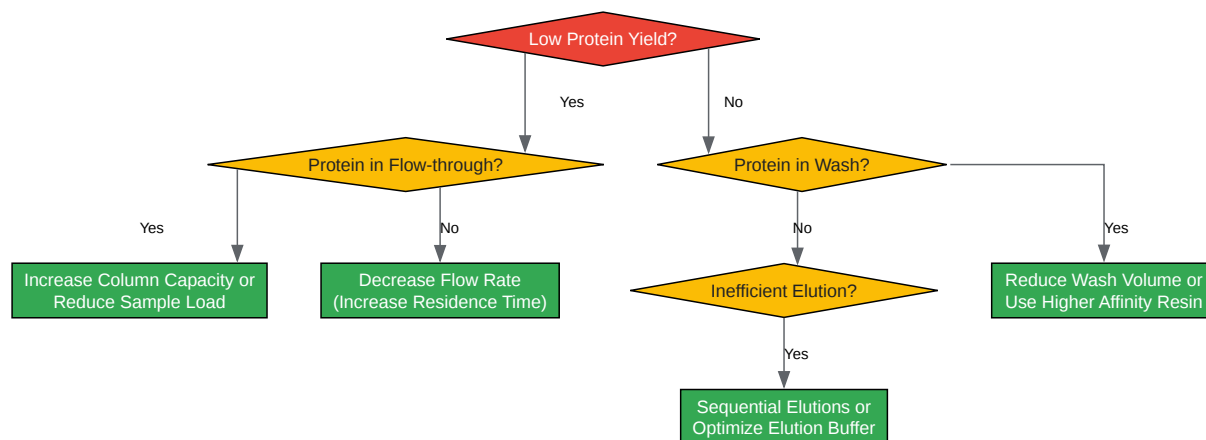 Low Protein Yield?
Yes
No
Protein in Flow-through?
Protein in Wash?
Yes
No
No
Yes
Increase Column Capacity or
Reduce Sample Load
Decrease Flow Rate
(Increase Residence Time)
Inefficient Elution?
Reduce Wash Volume or
Use Higher Affinity Resin
Yes
Sequential Elutions or
Optimize Elution Buffer